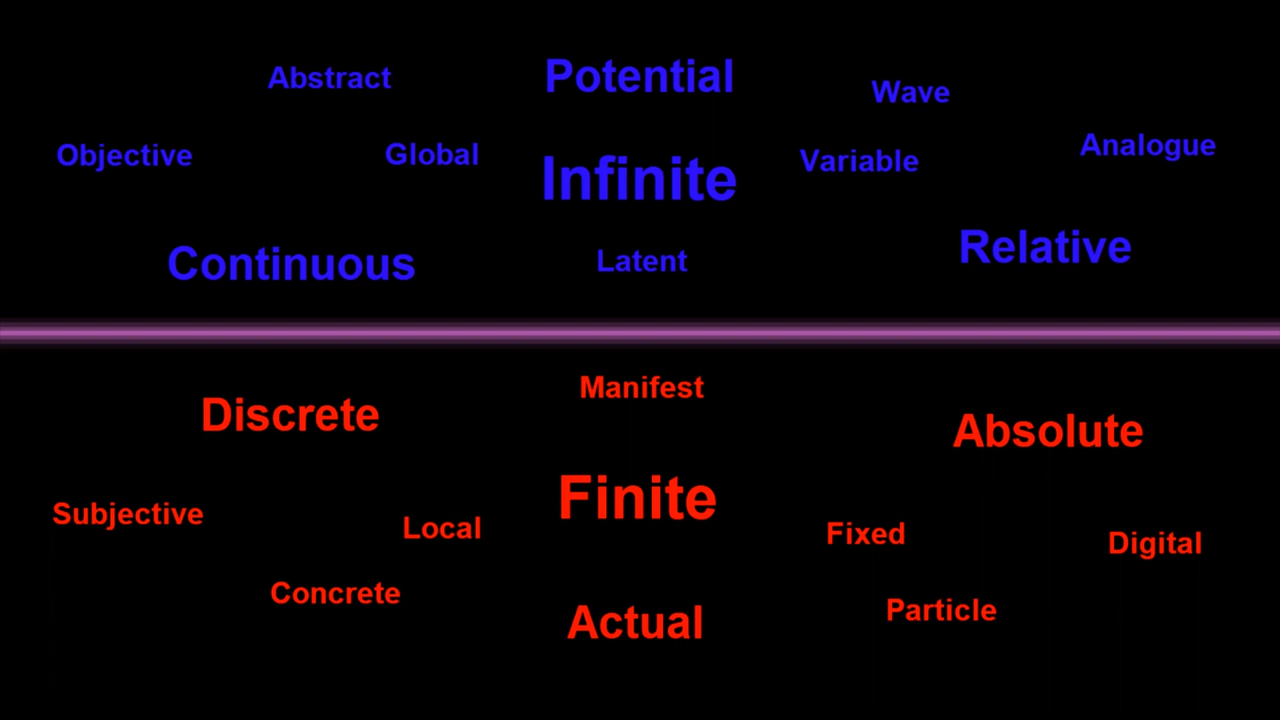 Potential
Abstract
Wave
Analogue
Objective
Global
Infinite
Variable
Continuous
Latent
Relative
Manifest
Discrete
Absolute
Finite
Subjective
Local
Fixed
Digital
Concrete
Actual
Particle